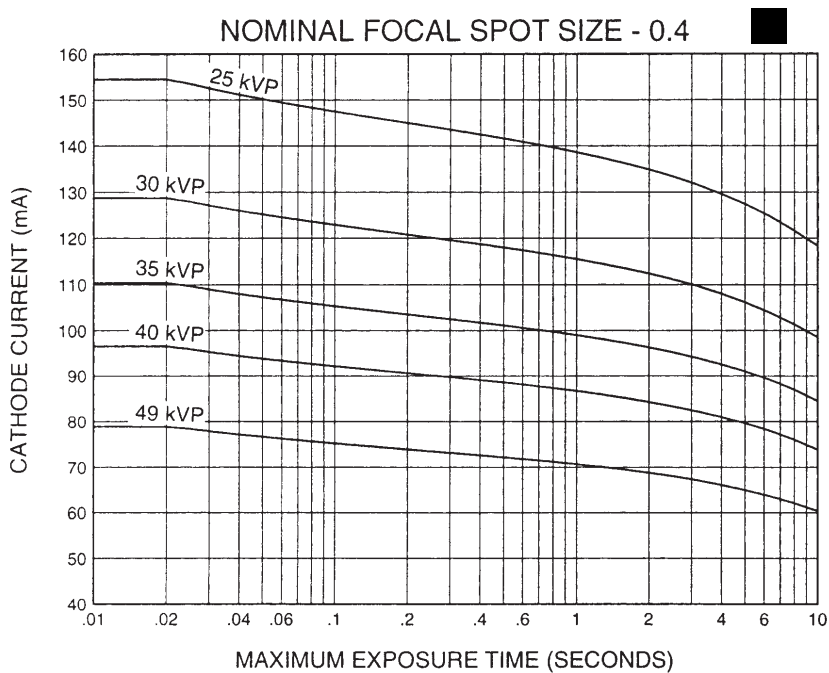 NOMINAL FOCAL SPOT SIZE - 0.4
160
150
140
130
120
110
100
90
80
70
60
50
40
CATHODE CURRENT (mA)
25 kVP
30 kVP
35 kVP
40 kVP
49 kVP
.01 .02 .04 .06 .1 .2 .4 .6 1 2 4 6 10
MAXIMUM EXPOSURE TIME (SECONDS)